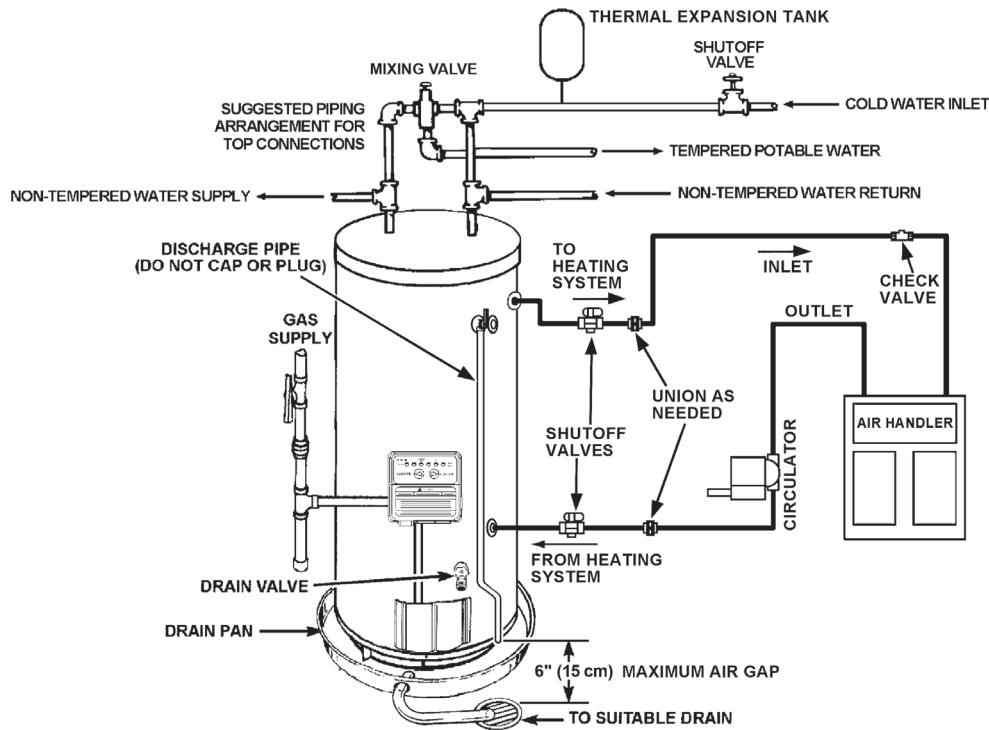 THERMAL EXPANSION TANK
SHUTOFF
VALVE
MIXING VALVE
SUGGESTED PIPING
ARRANGEMENT FOR
TOP CONNECTIONS
COLD WATER INLET
TEMPERED POTABLE WATER
NON-TEMPERED WATER SUPPLY
NON-TEMPERED WATER RETURN
DISCHARGE PIPE
(DO NOT CAP OR PLUG)
TO
HEATING
SYSTEM
INLET
CHECK
VALVE
GAS
SUPPLY
OUTLET
UNION AS
NEEDED
AIR HANDLER
SHUTOFF
VALVES
CIRCULATOR
FROM HEATING
SYSTEM
DRAIN VALVE
DRAIN PAN
6" (15 cm) MAXIMUM AIR GAP
TO SUITABLE DRAIN